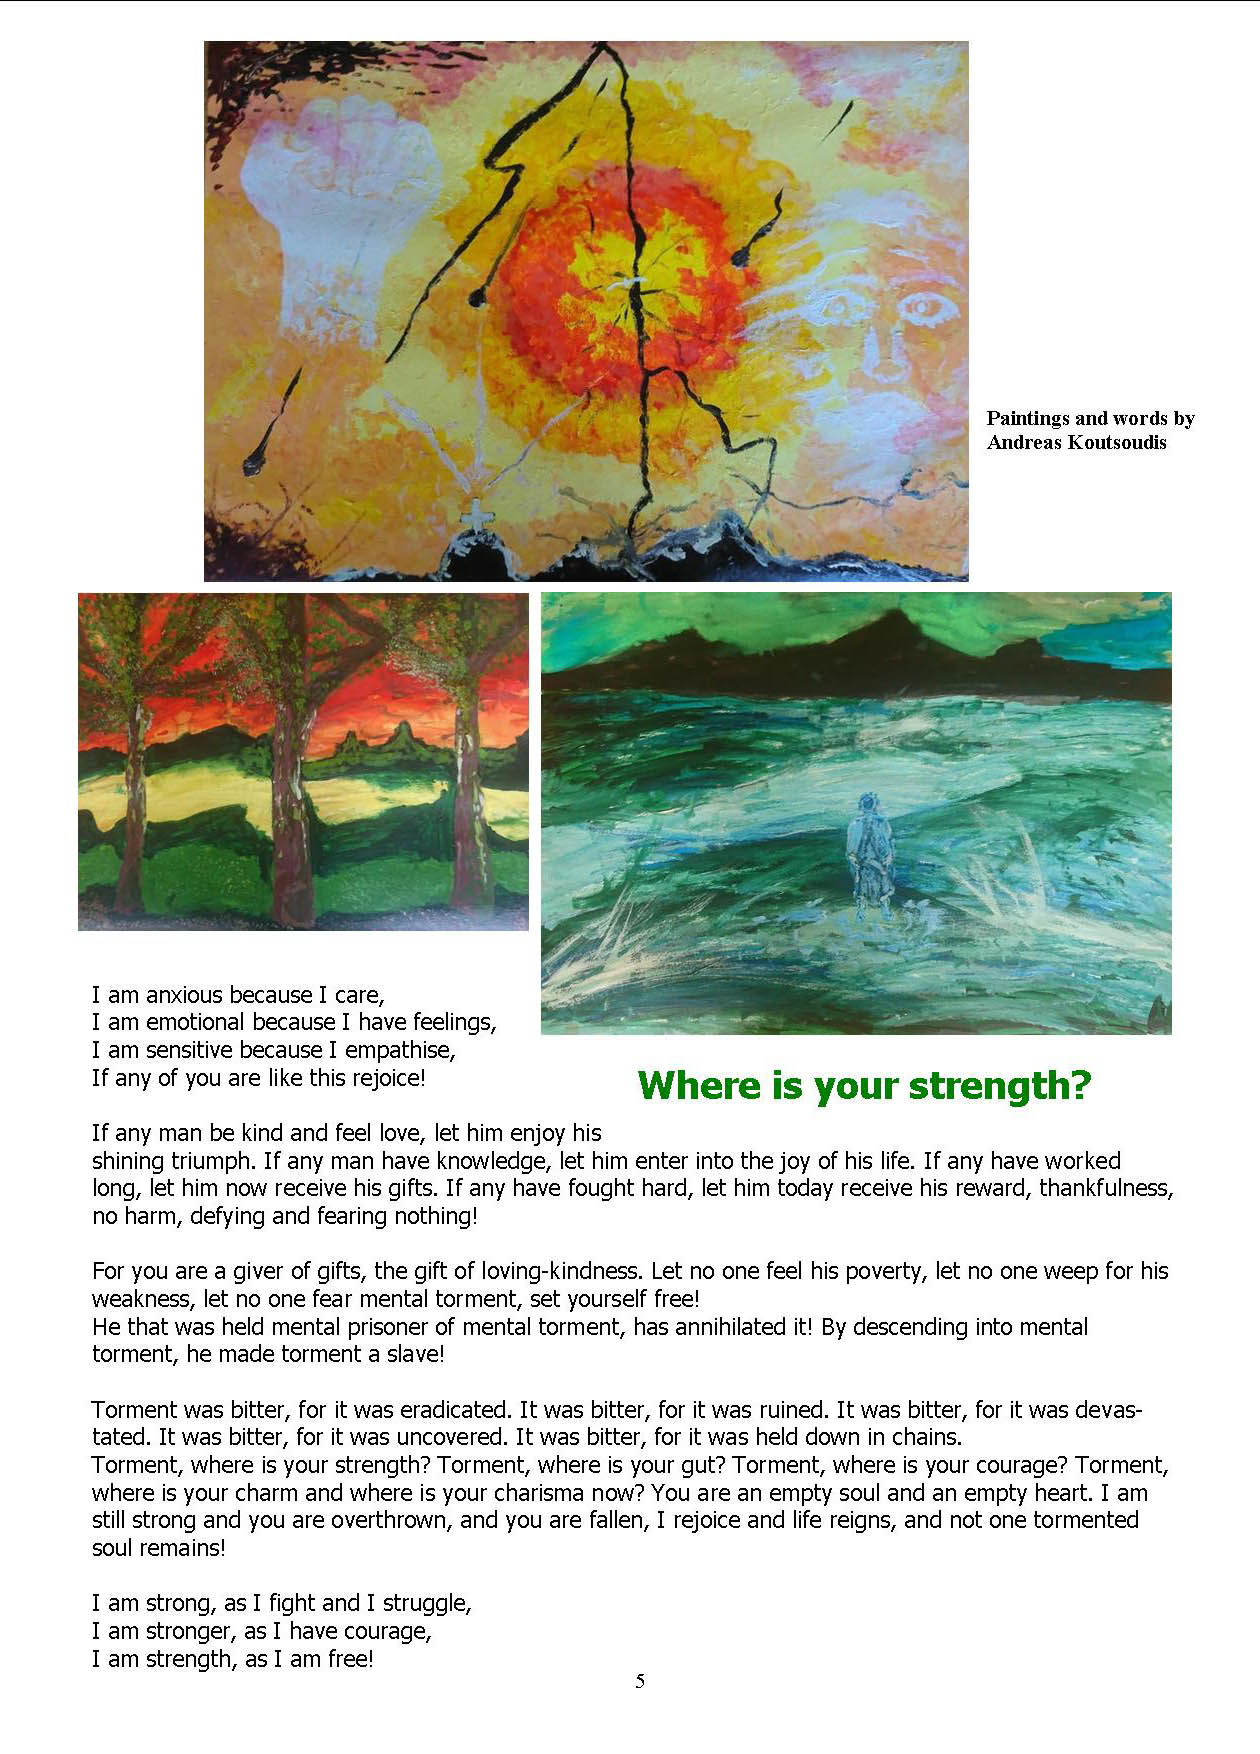 Paintings and words by
Andreas Koutsoudis
Where is your strength?
I am anxious because I care,
I am emotional because I have feelings,
I am sensitive because I empathise,
If any of you are like this rejoice!
If any man be kind and feel love, let him enjoy his
shining triumph. If any man have knowledge, let him enter into the joy of his life. If any have worked
long, let him now receive his gifts. If any have fought hard, let him today receive his reward, thankfulness,
no harm, defying and fearing nothing!
For you are a giver of gifts, the gift of loving-kindness. Let no one feel his poverty, let no one weep for his
weakness, let no one fear mental torment, set yourself free!
He that was held mental prisoner of mental torment, has annihilated it! By descending into mental
torment, he made torment a slave!
Torment was bitter, for it was eradicated. It was bitter, for it was ruined. It was bitter, for it was devas-
tated. It was bitter, for it was uncovered. It was bitter, for it was held down in chains.
Torment, where is your strength? Torment, where is your gut? Torment, where is your courage? Torment,
where is your charm and where is your charisma now? You are an empty soul and an empty heart. I am
still strong and you are overthrown, and you are fallen, I rejoice and life reigns, and not one tormented
soul remains!
I am strong, as I fight and I struggle,
I am stronger, as I have courage,
I am strength, as I am free!
5